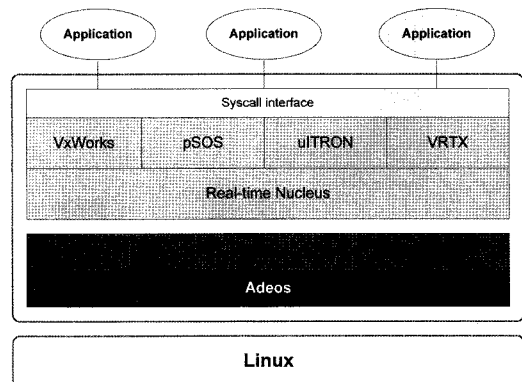 Application Application Application
Syscall interface
VxWorks pSOS uITRON VRTX
Real-time Nucleus
Adeos
Linux